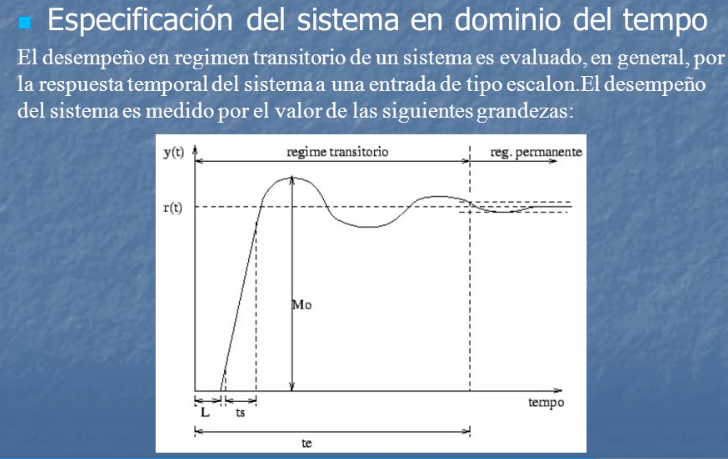 Especificación del sistema en dominio del tempo
El desempeño en regimen transitorio de un sistema es evaluado, en general, por
la respuesta temporal del sistema a una entrada de tipo escalon.El desempeño
del sistema es medido por el valor de las siguientes grandezas:
y(t)
regime transitorio
reg. permanente
r(t)
Mo
tempo
L
ts
te